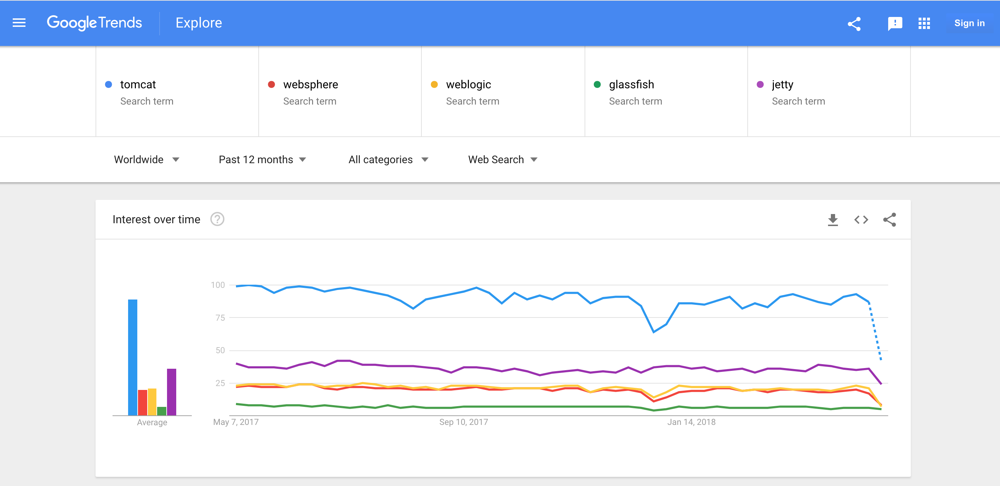 Google Trends Explore Sign in
tomcat
Search term
websphere
Search term
weblogic
Search term
glassfish
Search term
jetty
Search term
Worldwide Past 12 months All categories Web Search
Interest over time ?
100
75
50
25
Average
May 7, 2017 Sep 10, 2017 Jan 14, 2018